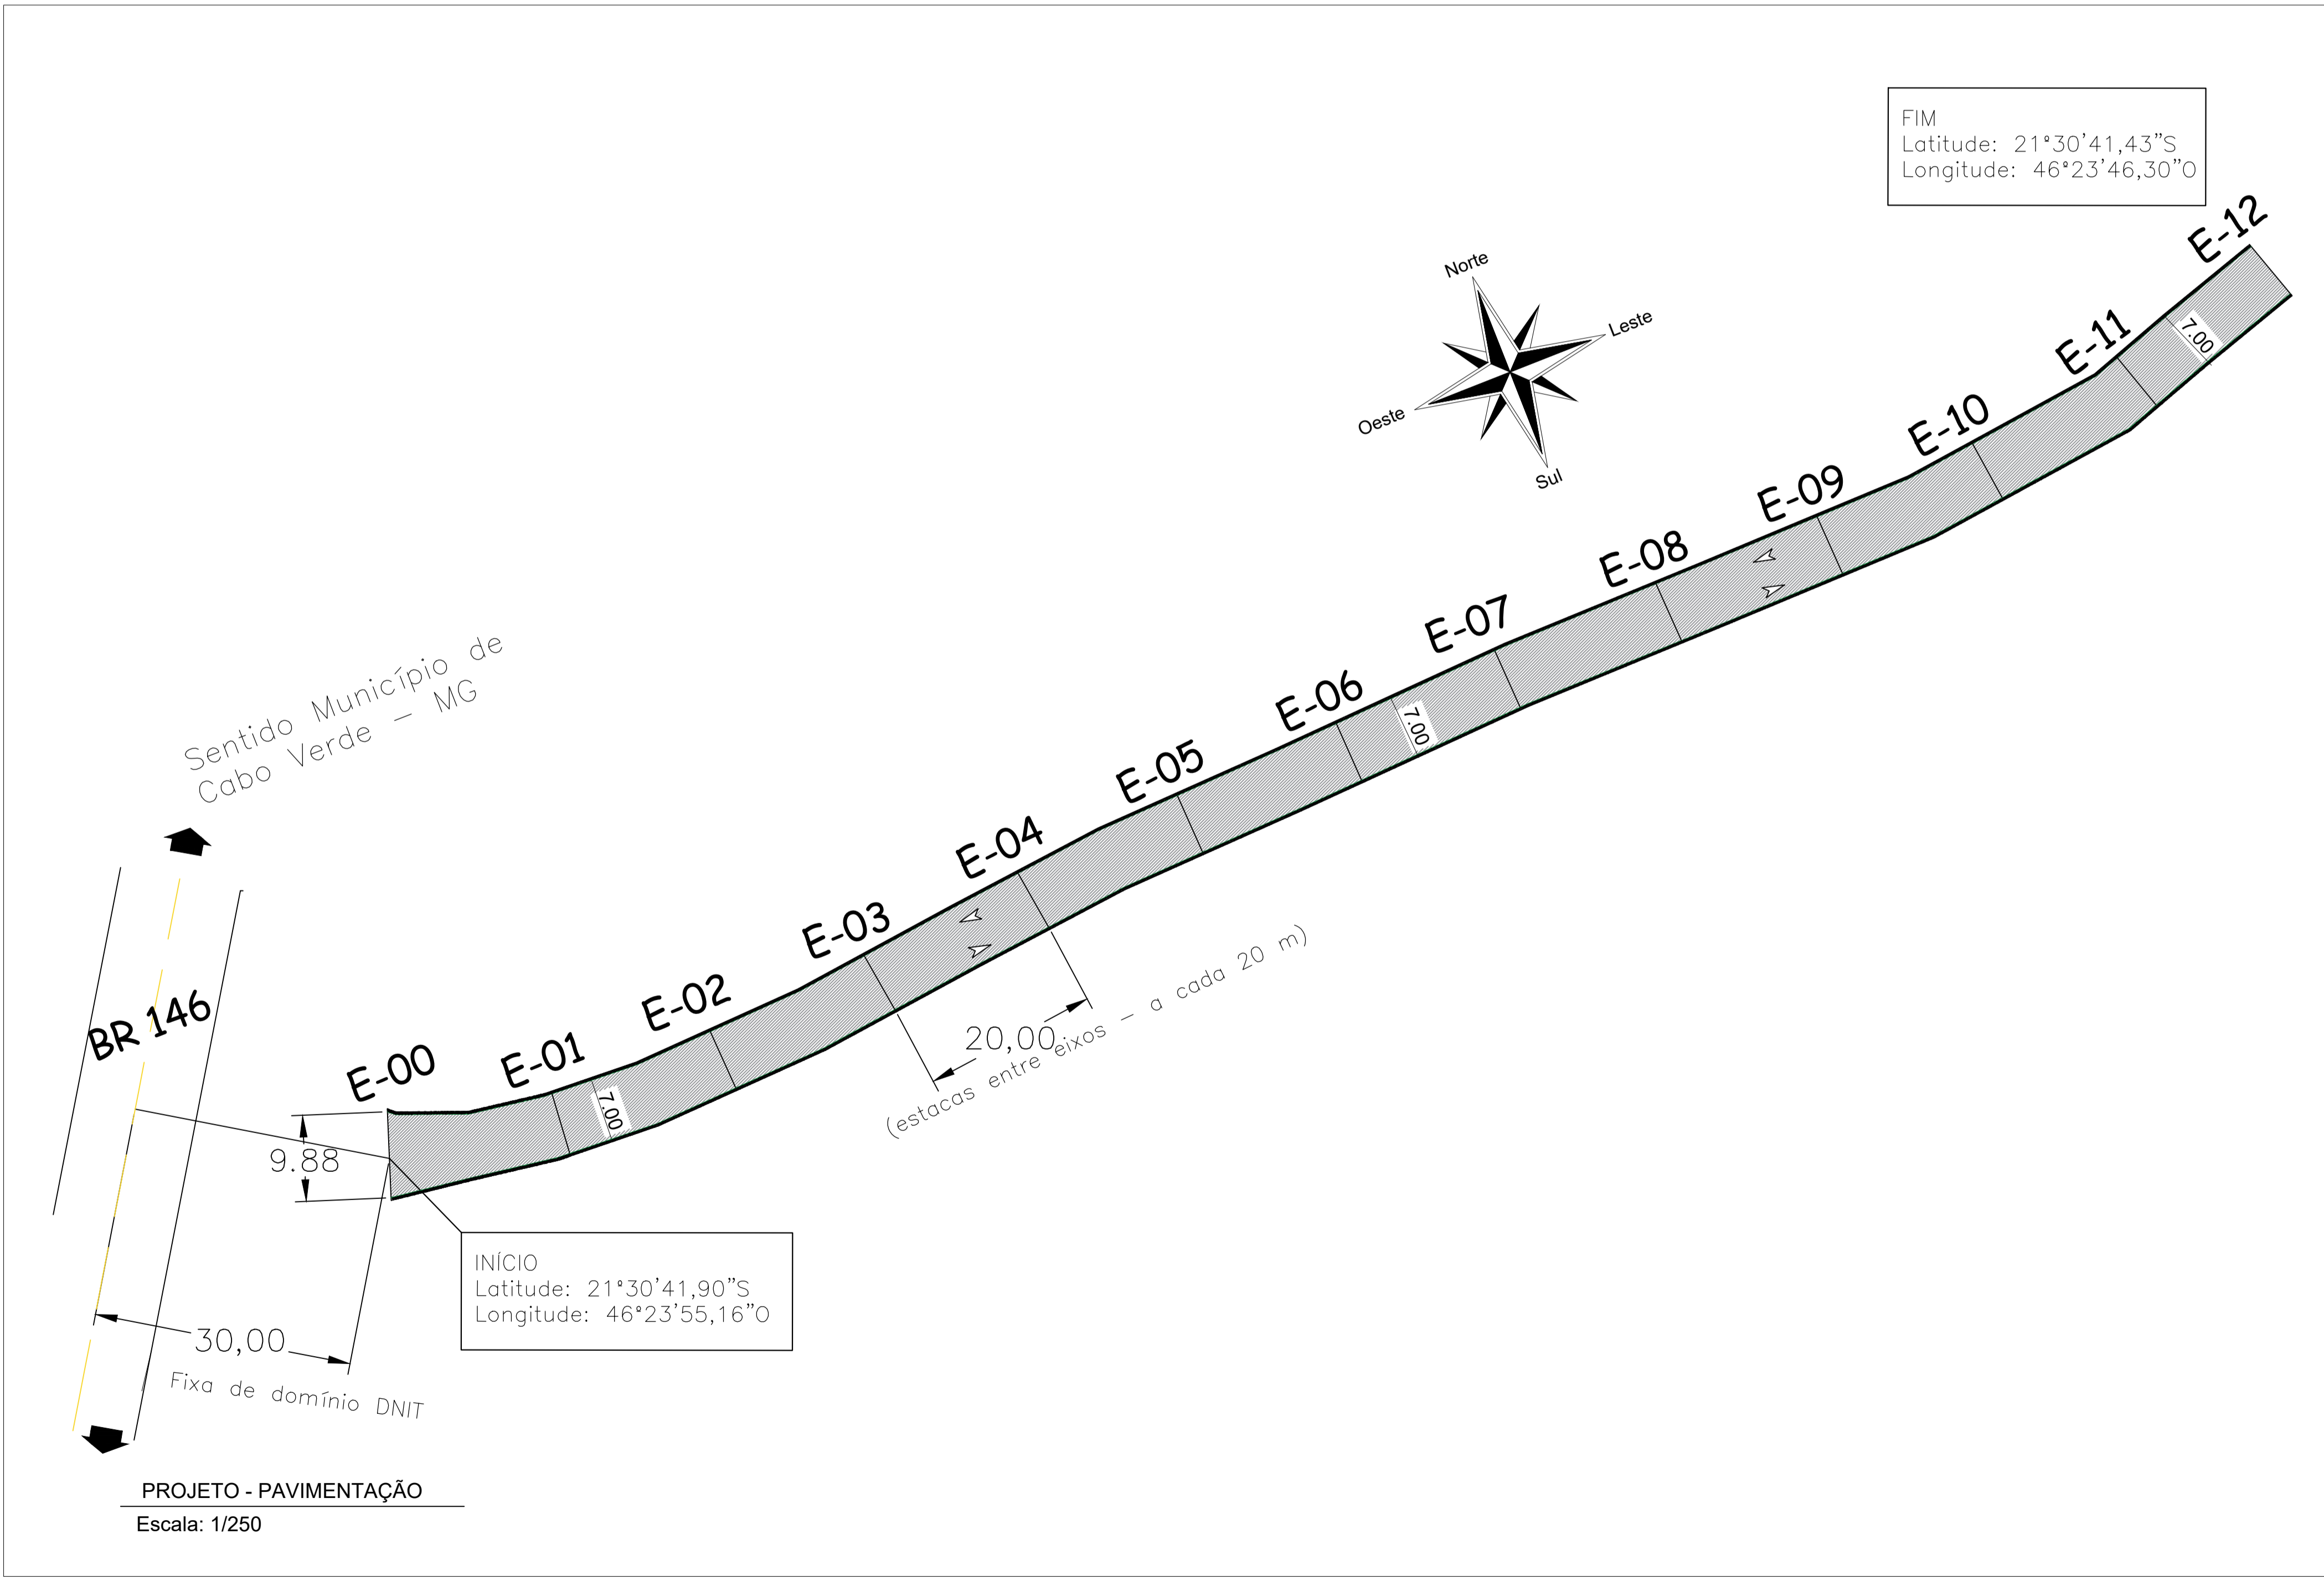 FIM
Latitude: 21°30'41,43"S
Longitude: 46°23'46,30"O
E-12
Norte
Leste
Oeste
Sul
E-11
7.00
E-10
E-09
E-08
E-07
E-06
7.00
E-05
E-04
E-03
E-02
E-01
E-00
7.00
Sentido Município de
Cabo Verde - MG
BR 146
20,00
(estacas entre eixos - a cada 20 m)
9.88
INÍCIO
Latitude: 21°30'41,90"S
Longitude: 46°23'55,16"O
30,00
Fixa de domínio DNIT
PROJETO - PAVIMENTAÇÃO
Escala: 1/250